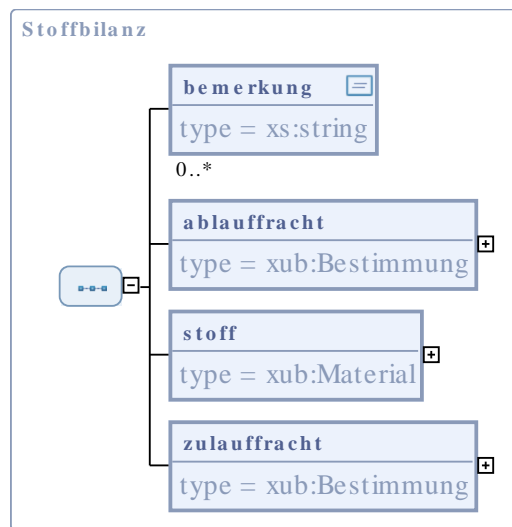 Stoffbilanz
bemerkung
type = xs:string
0..*
ablauffracht
type = xub:Bestimmung
stoff
type = xub:Material
zulauffracht
type = xub:Bestimmung